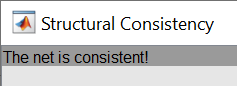 Structural Consistency
The net is consistent!